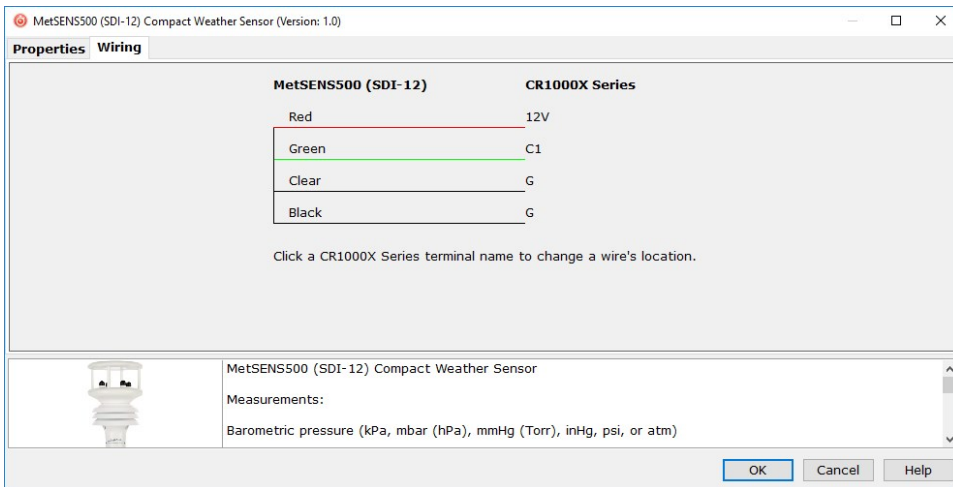 MetSENS500 (SDI-12) Compact Weather Sensor (Version: 1.0)
Properties Wiring
MetSENS500 (SDI-12) CR1000X Series
Red 12V
Green C1
Clear G
Black G
Click a CR1000X Series terminal name to change a wire's location.
MetSENS500 (SDI-12) Compact Weather Sensor
Measurements:
Barometric pressure (kPa, mbar (hPa), mmHg (Torr), inHg, psi, or atm)
OK Cancel Help